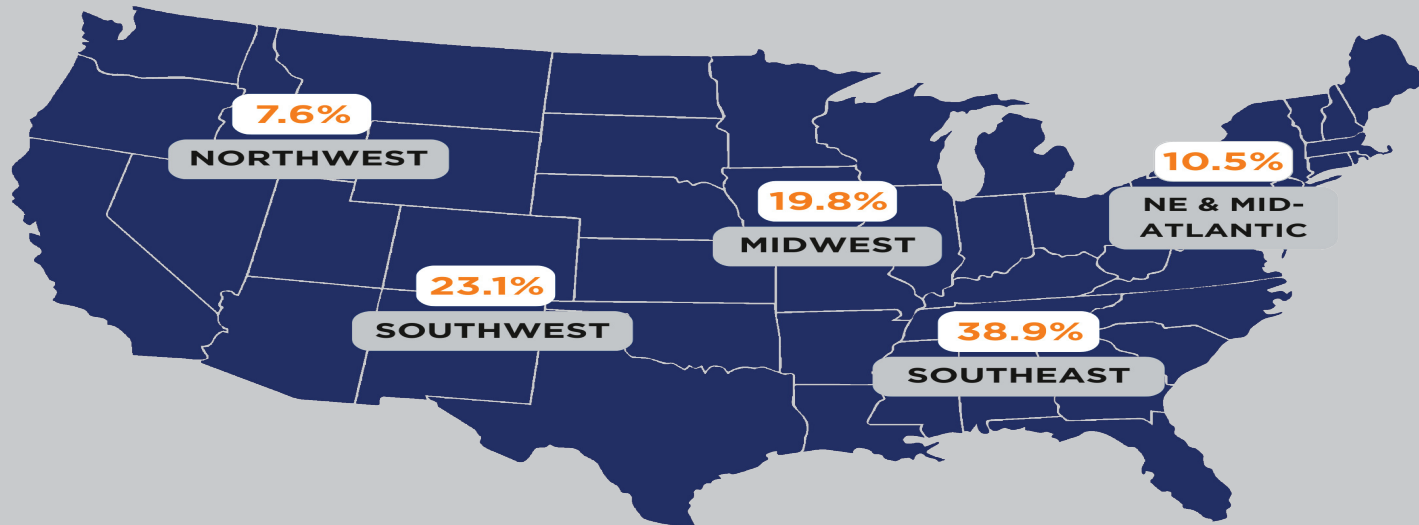 7.6%
NORTHWEST
10.5%
NE & MID-
ATLANTIC
19.8%
MIDWEST
23.1%
SOUTHWEST
38.9%
SOUTHEAST